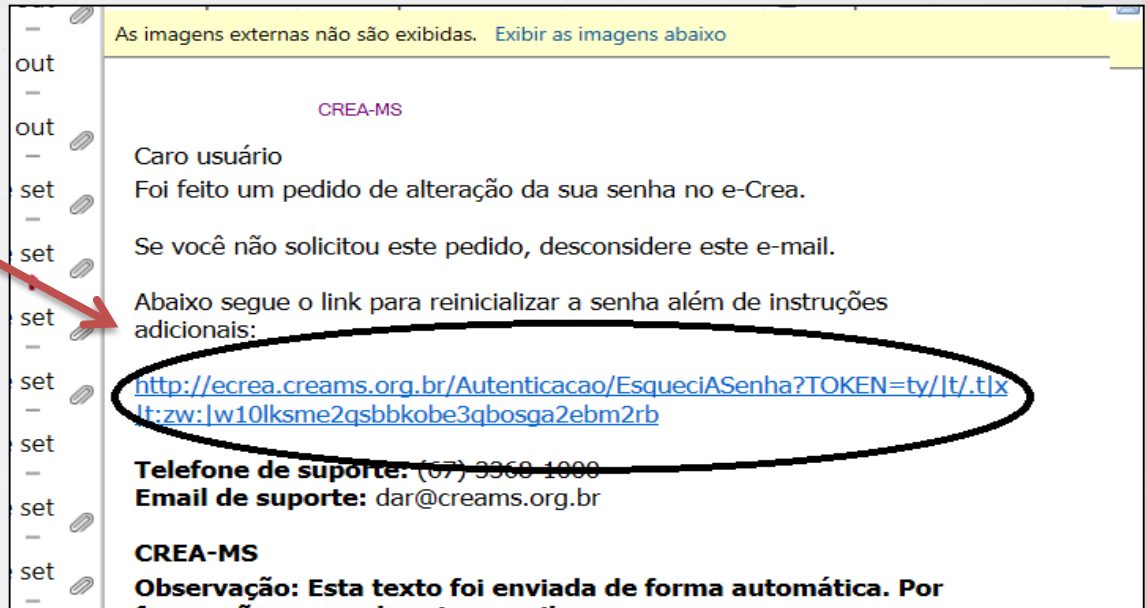 As imagens externas não são exibidas. Exibir as imagens abaixo
out
out
set
set
set
set
set
set
set
CREA-MS
Caro usuário
Foi feito um pedido de alteração da sua senha no e-Crea.
Se você não solicitou este pedido, desconsidere este e-mail.
Abaixo segue o link para reinicializar a senha além de instruções
adicionais:
http://ecrea.creams.org.br/Autenticacao/EsqueciASenha?TOKEN=ty/|t/.t|x
|t:zw:|w10lksme2qsbbkobe3qbosga2ebm2rb
Telefone de suporte: (67) 3368-1000
Email de suporte: dar@creams.org.br
CREA-MS
Observação: Esta texto foi enviada de forma automática. Por